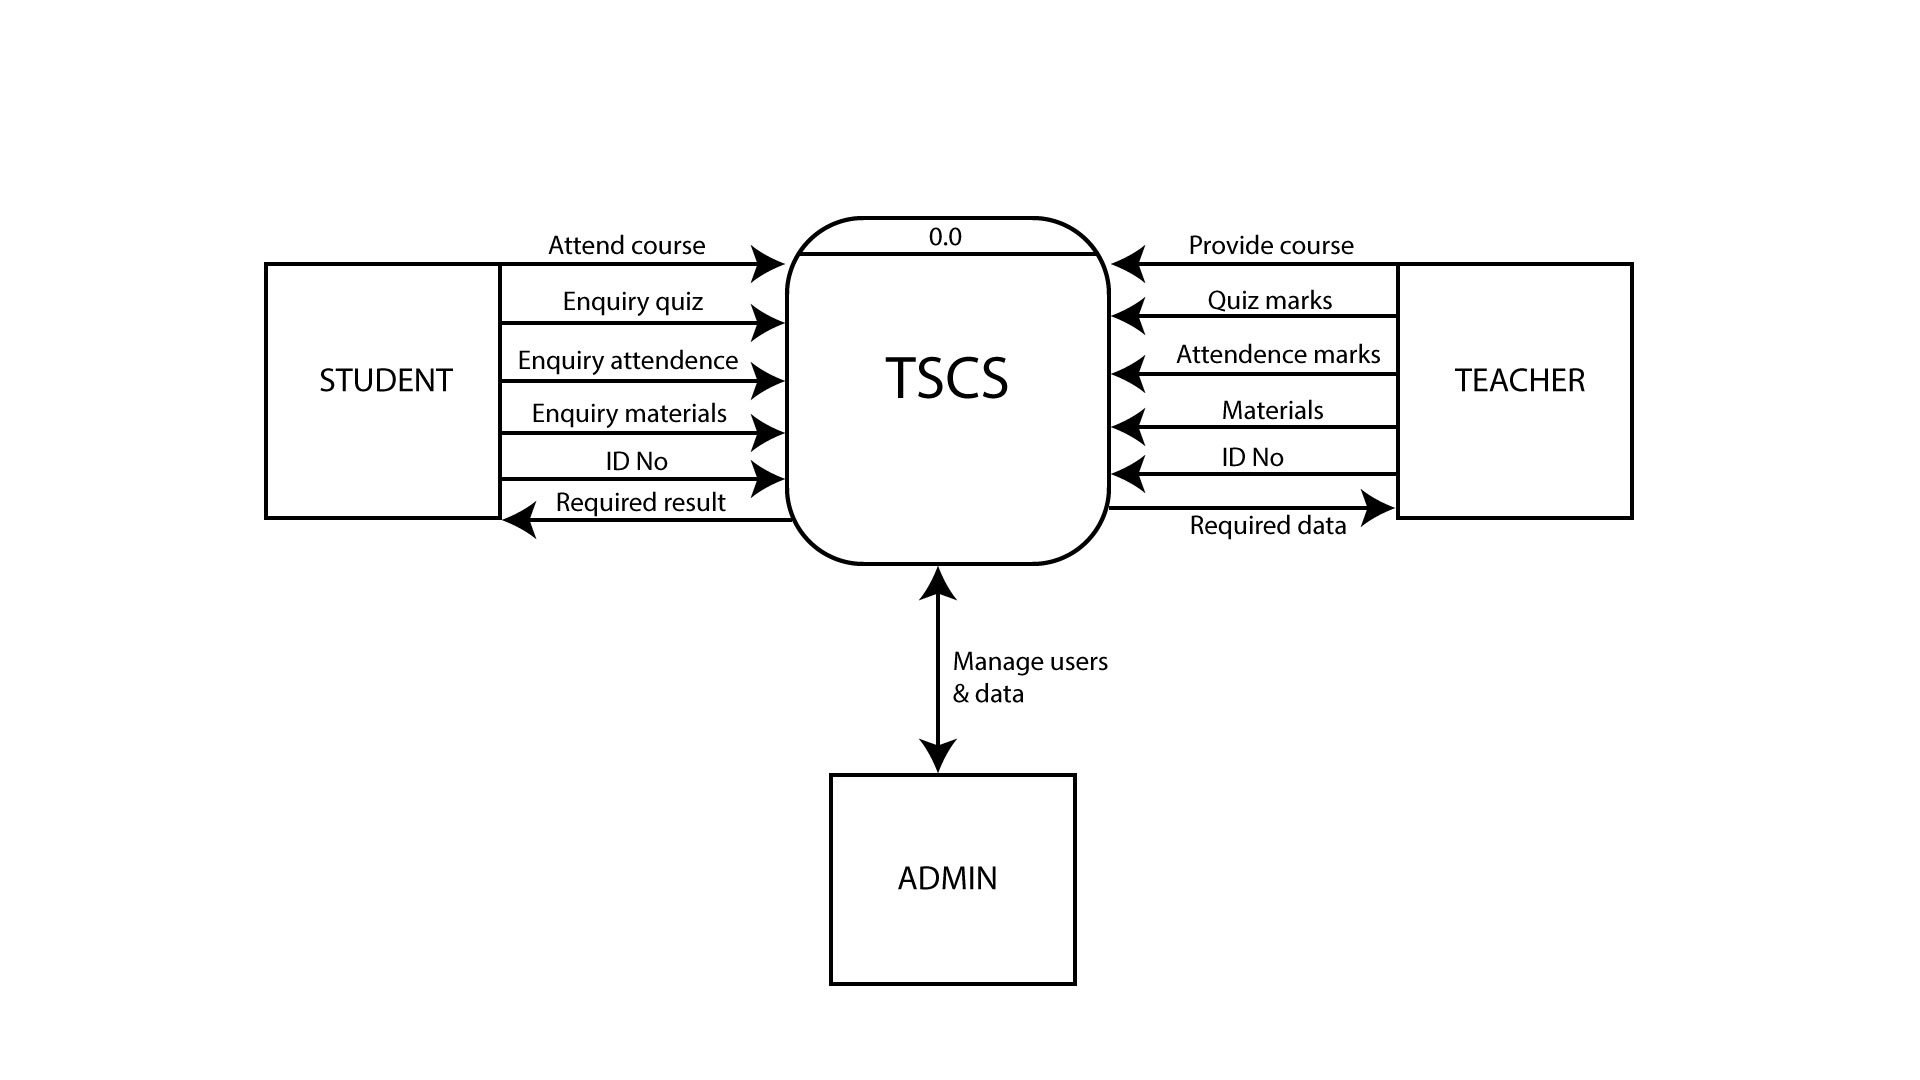 0.0
TSCS
STUDENT
Attend course
Enquiry quiz
Enquiry attendence
Enquiry materials
ID No
Required result
Provide course
Quiz marks
Attendence marks
Materials
ID No
Required data
TEACHER
Manage users
& data
ADMIN